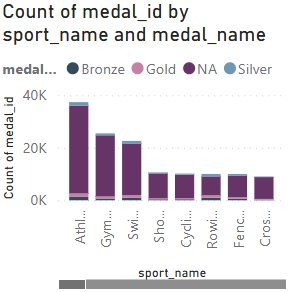 Count of medal_id by
sport_name and medal_name
medal... Bronze Gold NA Silver
Count of medal_id
40K
20K
0K
Athl...
Gym...
Swi...
Sho...
Cycli...
Rowi...
Fenc...
Cros...
sport_name